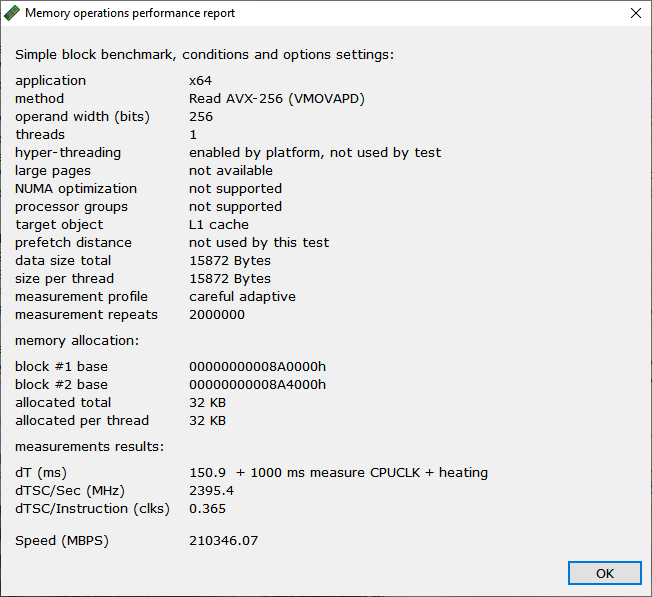 Memory operations performance report
Simple block benchmark, conditions and options settings:
application x64
method Read AVX-256 (VMOVAPD)
operand width (bits) 256
threads 1
hyper-threading enabled by platform, not used by test
large pages not available
NUMA optimization not supported
processor groups not supported
target object L1 cache
prefetch distance not used by this test
data size total 15872 Bytes
size per thread 15872 Bytes
measurement profile careful adaptive
measurement repeats 2000000
memory allocation:
block #1 base 00000000008A0000h
block #2 base 00000000008A4000h
allocated total 32 KB
allocated per thread 32 KB
measurements results:
dT (ms) 150.9 + 1000 ms measure CPUCLK + heating
dTSC/Sec (MHz) 2395.4
dTSC/Instruction (clks) 0.365
Speed (MBPS) 210346.07
OK